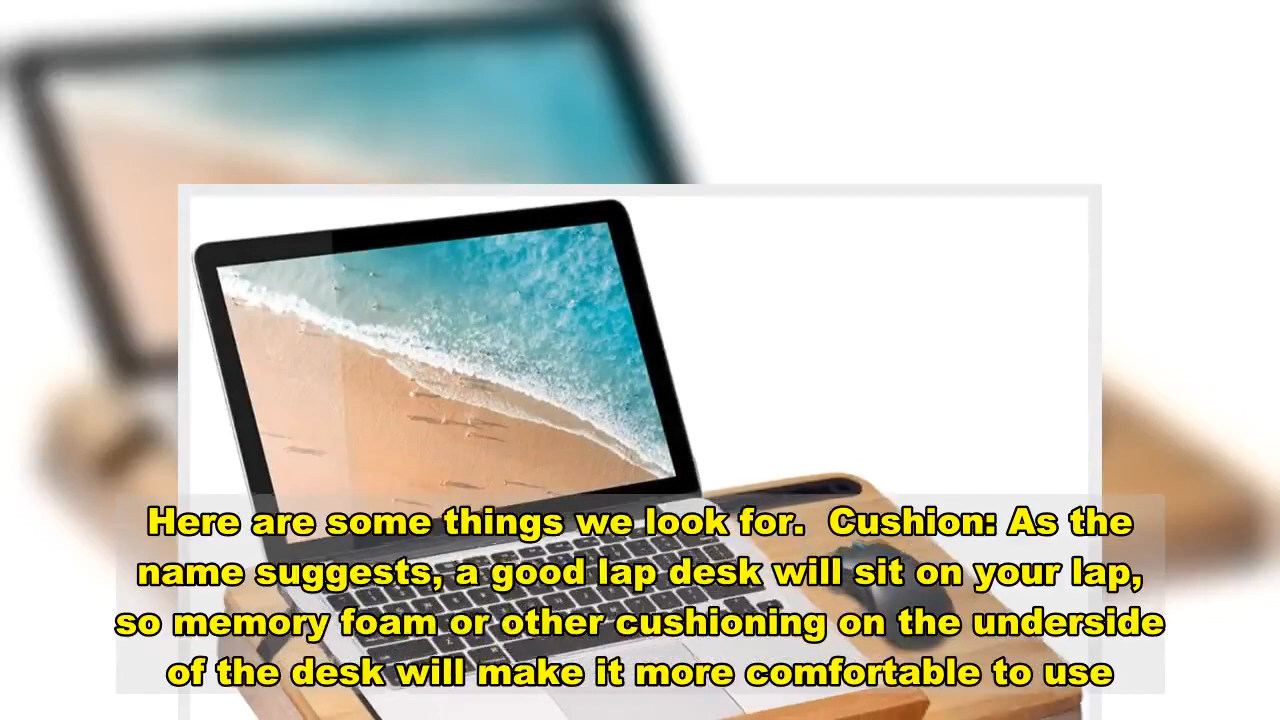 Here are some things we look for.  Cushion: As the
name suggests, a good lap desk will sit on your lap,
so memory foam or other cushioning on the underside
of the desk will make it more comfortable to use